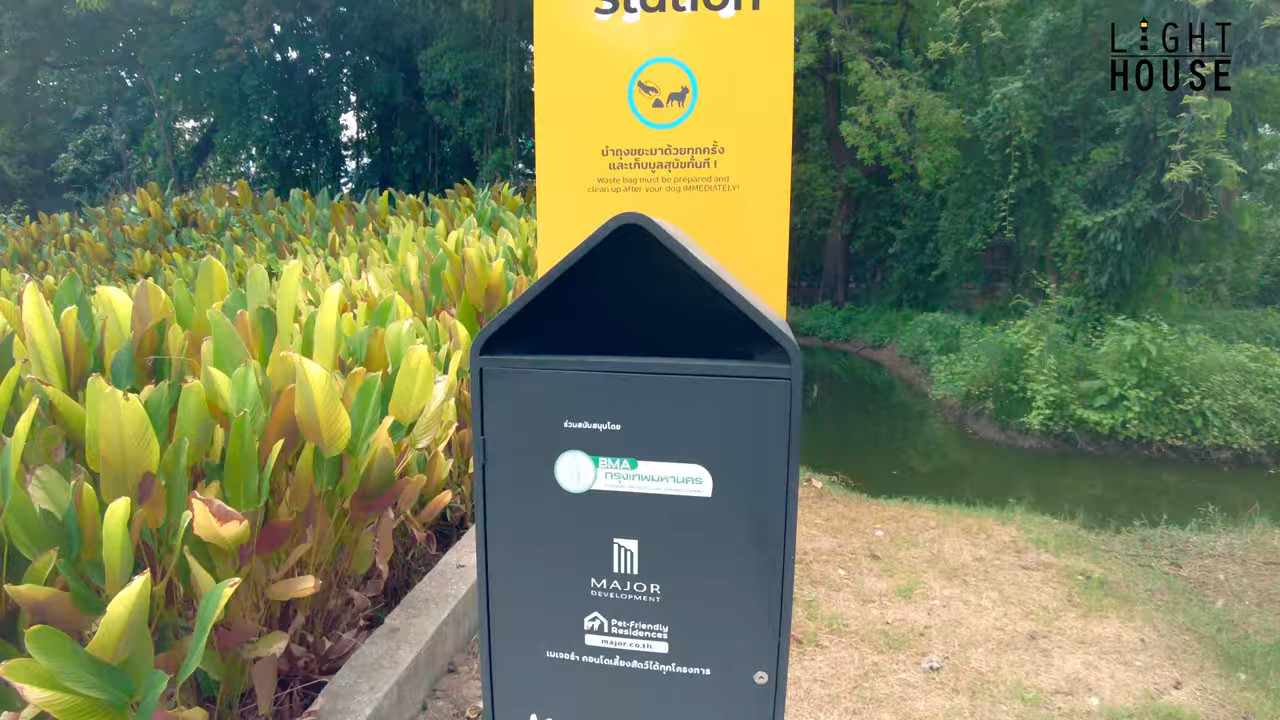 Station
LIGHT
HOUSE
นำถุงขยะมาด้วยทุกครั้ง
และเก็บมูลสุนัขทันที !
Waste bag must be prepared and
clean up after your dog IMMEDIATELY!
ร่วมสนับสนุนโดย
BMA
กรุงเทพมหานคร
MAJOR
DEVELOPMENT
Pet-Friendly
Residences
major.co.th
เมเจอร์ฯ คอนโดเลี้ยงสัตว์ได้ทุกโครงการ